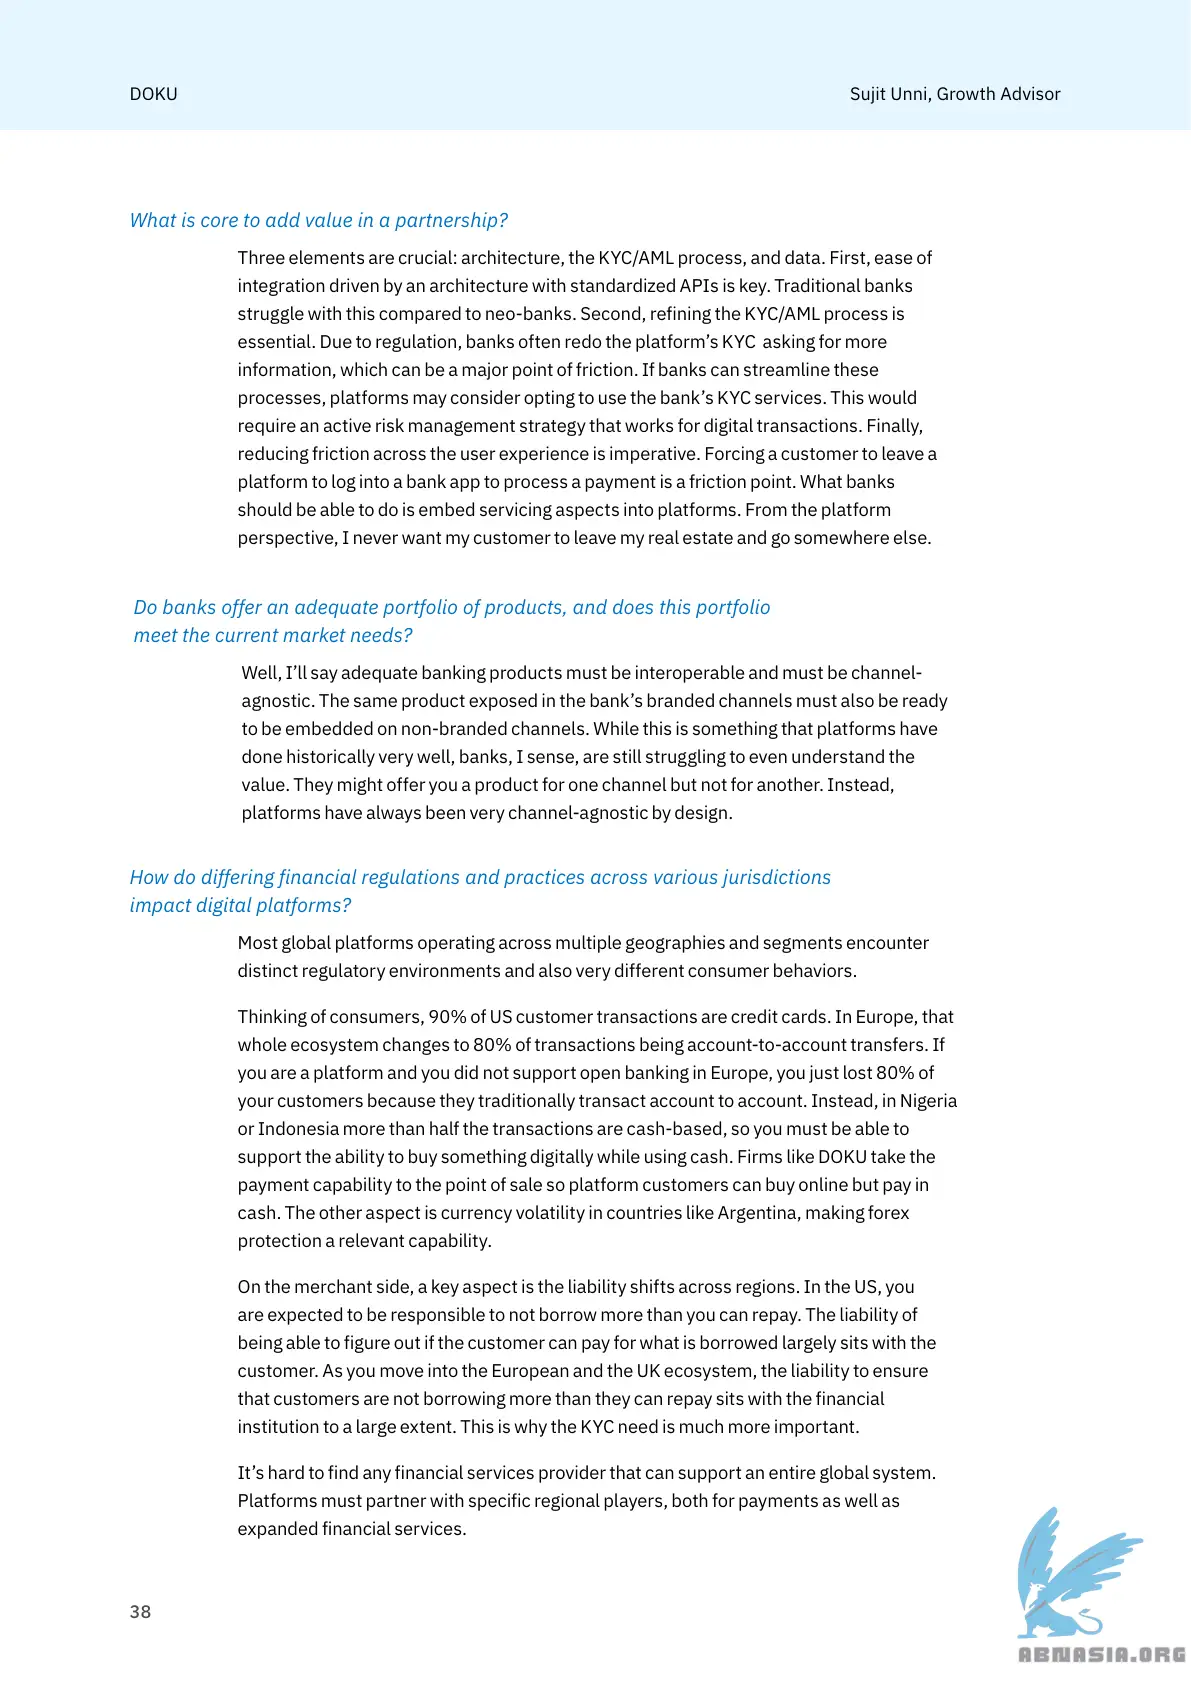 DOKU
Sujit Unni, Growth Advisor
What is core to add value in a partnership?
Three elements are crucial: architecture, the KYC/AML process, and data. First, ease of
integration driven by an architecture with standardized APIs is key. Traditional banks
struggle with this compared to neo-banks. Second, refining the KYC/AML process is
essential. Due to regulation, banks often redo the platform’s KYC  asking for more
information, which can be a major point of friction. If banks can streamline these
processes, platforms may consider opting to use the bank’s KYC services. This would
require an active risk management strategy that works for digital transactions. Finally,
reducing friction across the user experience is imperative. Forcing a customer to leave a
platform to log into a bank app to process a payment is a friction point. What banks
should be able to do is embed servicing aspects into platforms. From the platform
perspective, I never want my customer to leave my real estate and go somewhere else.
Do banks offer an adequate portfolio of products, and does this portfolio
meet the current market needs?
Well, I’ll say adequate banking products must be interoperable and must be channel-
agnostic. The same product exposed in the bank’s branded channels must also be ready
to be embedded on non-branded channels. While this is something that platforms have
done historically very well, banks, I sense, are still struggling to even understand the
value. They might offer you a product for one channel but not for another. Instead,
platforms have always been very channel-agnostic by design.
How do differing financial regulations and practices across various jurisdictions
impact digital platforms?
Most global platforms operating across multiple geographies and segments encounter
distinct regulatory environments and also very different consumer behaviors.
Thinking of consumers, 90% of US customer transactions are credit cards. In Europe, that
whole ecosystem changes to 80% of transactions being account-to-account transfers. If
you are a platform and you did not support open banking in Europe, you just lost 80% of
your customers because they traditionally transact account to account. Instead, in Nigeria
or Indonesia more than half the transactions are cash-based, so you must be able to
support the ability to buy something digitally while using cash. Firms like DOKU take the
payment capability to the point of sale so platform customers can buy online but pay in
cash. The other aspect is currency volatility in countries like Argentina, making forex
protection a relevant capability.
On the merchant side, a key aspect is the liability shifts across regions. In the US, you
are expected to be responsible to not borrow more than you can repay. The liability of
being able to figure out if the customer can pay for what is borrowed largely sits with the
customer. As you move into the European and the UK ecosystem, the liability to ensure
that customers are not borrowing more than they can repay sits with the financial
institution to a large extent. This is why the KYC need is much more important.
It’s hard to find any financial services provider that can support an entire global system.
Platforms must partner with specific regional players, both for payments as well as
expanded financial services.
38
ABNASIA.ORG